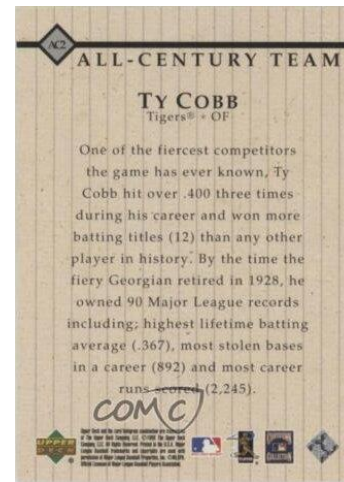 AC2
ALL-CENTURY TEAM
TY COBB
Tigers® • OF
One of the fiercest competitors
the game has ever known, Ty
Cobb hit over .400 three times
during his career and won more
batting titles (12) than any other
player in history. By the time the
fiery Georgian retired in 1928, he
owned 90 Major League records
including; highest lifetime batting
average (.367), most stolen bases
in a career (892) and most career
runs scored (2,245).
COMC
UPPER
DECK